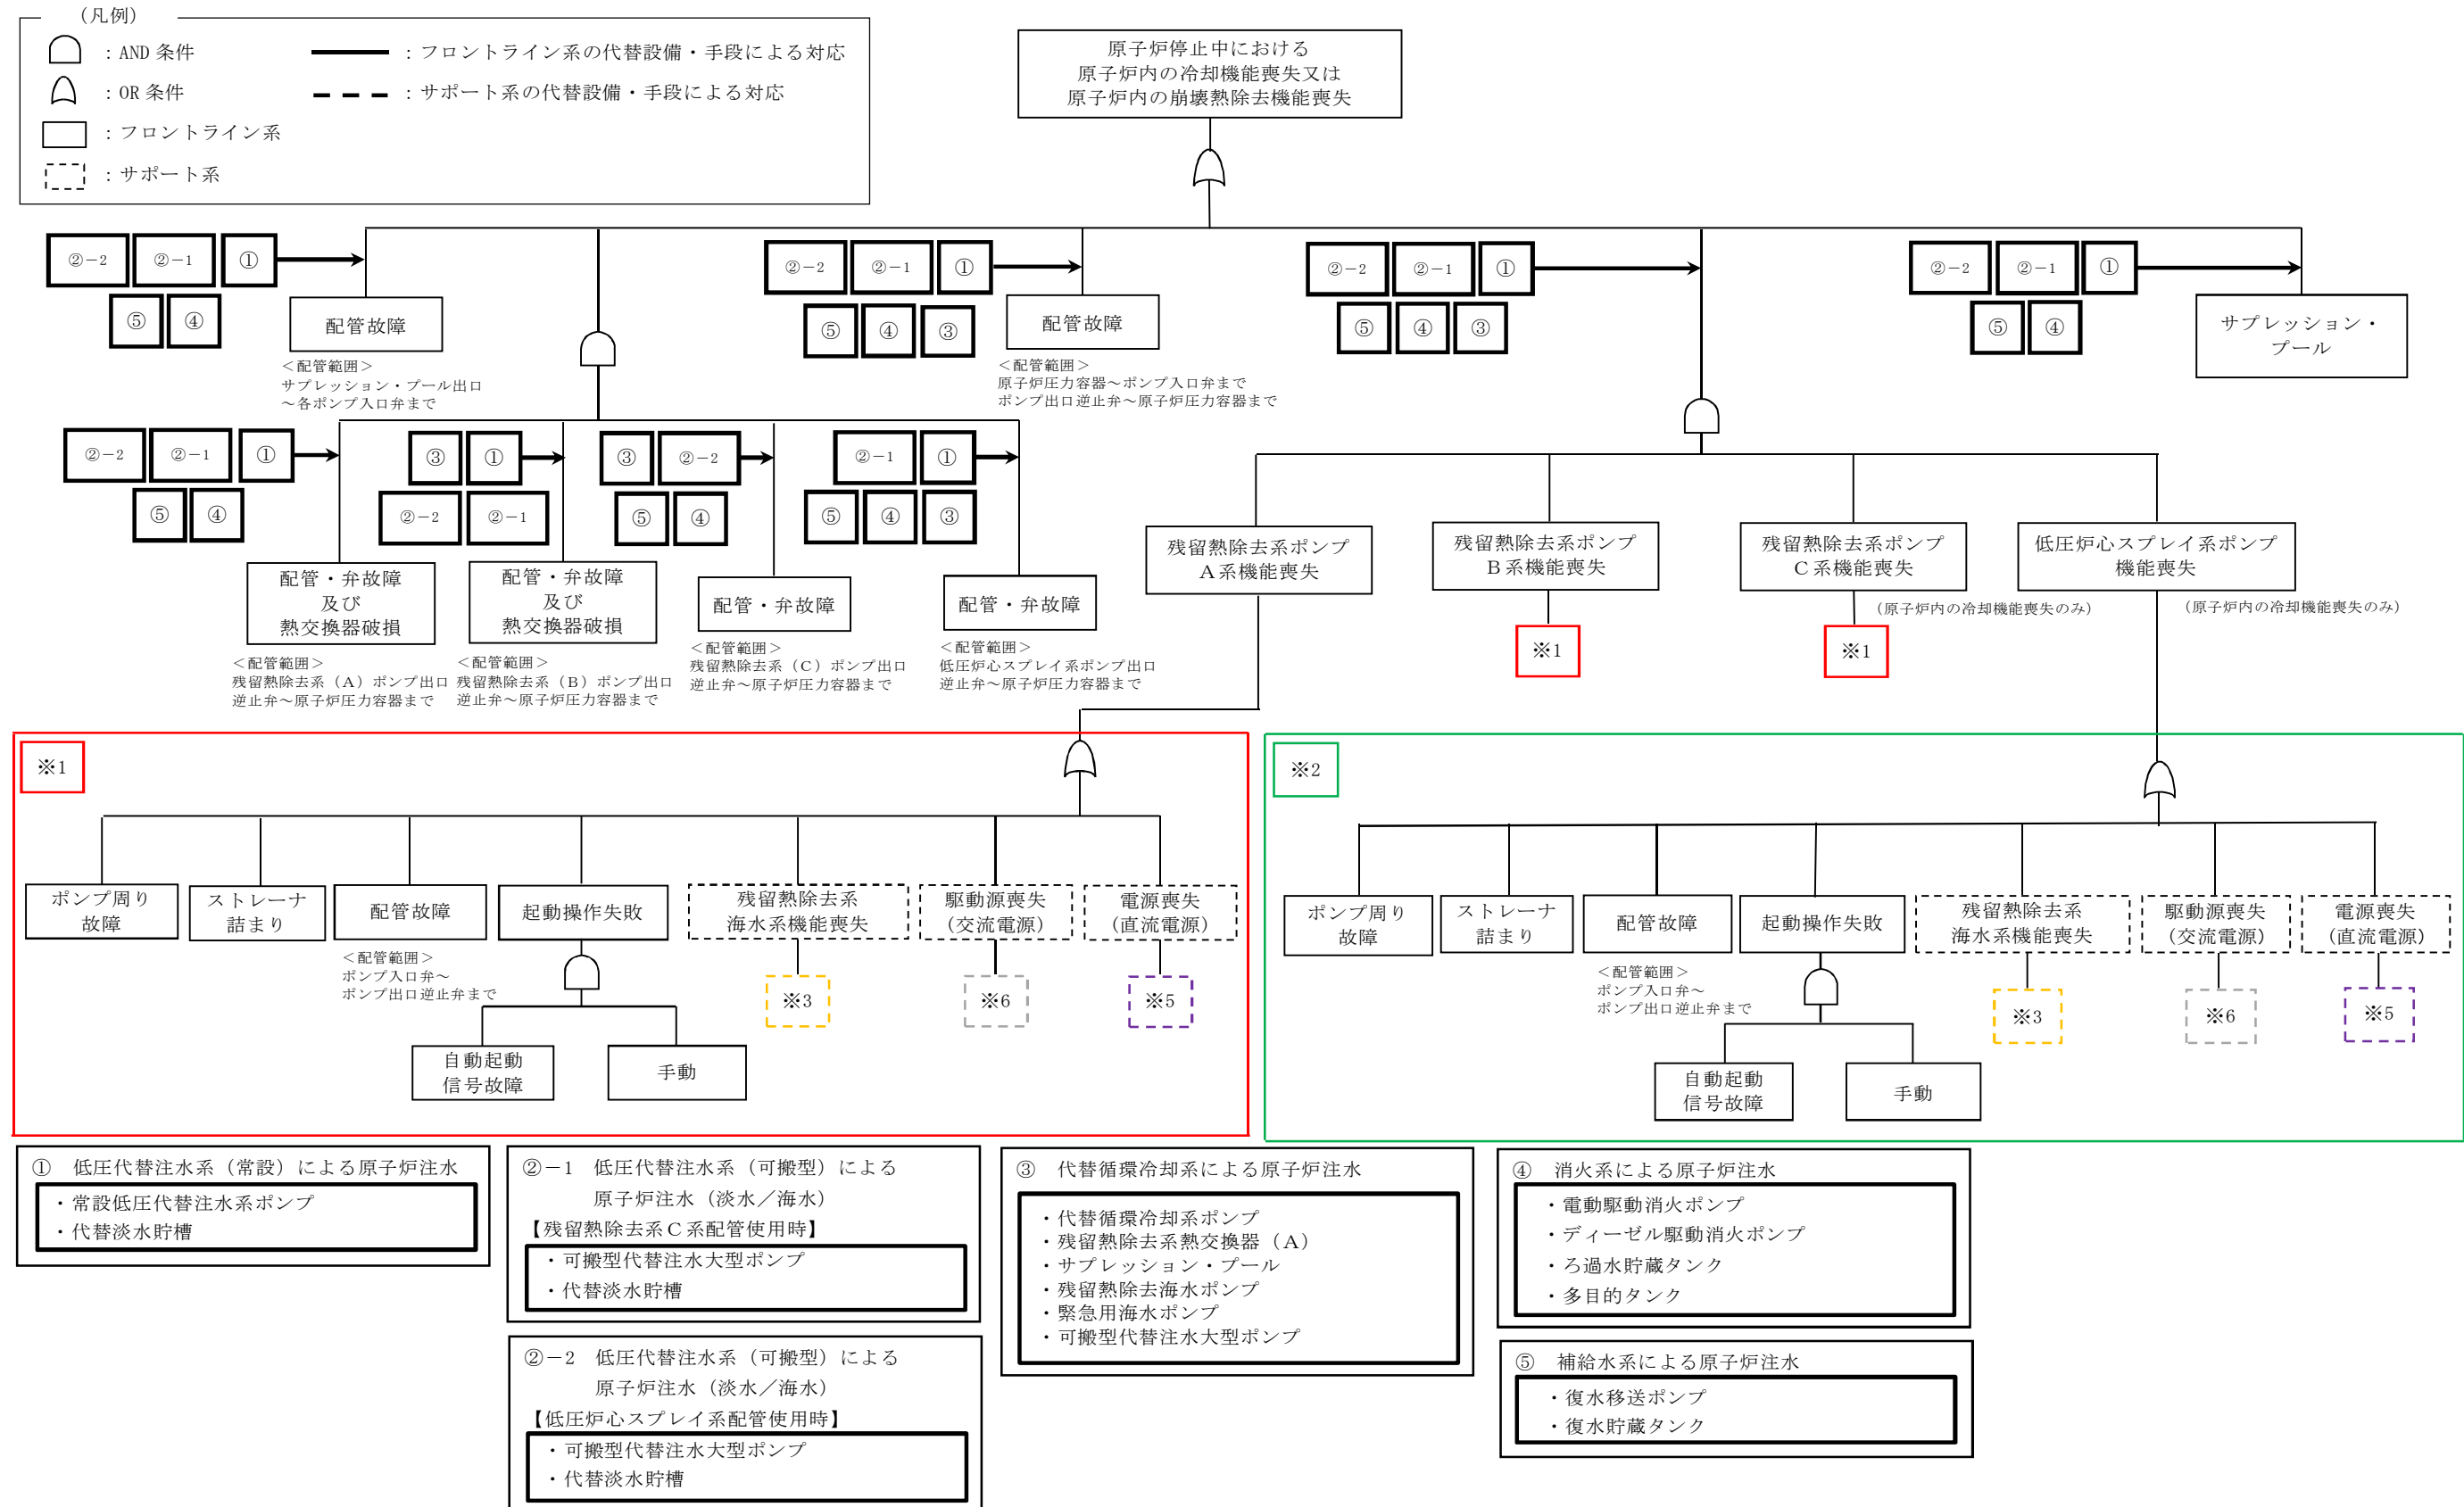 （凡例）
：AND 条件
：フロントライン系の代替設備・手段による対応
：OR 条件
：サポート系の代替設備・手段による対応
：フロントライン系
：サポート系
原子炉停止中における
原子炉内の冷却機能喪失又は
原子炉内の崩壊熱除去機能喪失
②－2
②－1
①
⑤
④
配管故障
＜配管範囲＞
サプレッション・プール出口
～各ポンプ入口弁まで
②－2
②－1
①
⑤
④
③
配管故障
＜配管範囲＞
原子炉圧力容器～ポンプ入口弁まで
ポンプ出口逆止弁～原子炉圧力容器まで
②－2
②－1
①
⑤
④
③
②－2
②－1
①
⑤
④
サプレッション・
プール
②－2
②－1
①
⑤
④
配管・弁故障
及び
熱交換器破損
＜配管範囲＞
残留熱除去系（Ａ）ポンプ出口
逆止弁～原子炉圧力容器まで
③
①
②－2
②－1
配管・弁故障
及び
熱交換器破損
＜配管範囲＞
残留熱除去系（Ｂ）ポンプ出口
逆止弁～原子炉圧力容器まで
③
②－2
⑤
④
配管・弁故障
＜配管範囲＞
残留熱除去系（Ｃ）ポンプ出口
逆止弁～原子炉圧力容器まで
②－1
①
⑤
④
③
配管・弁故障
＜配管範囲＞
低圧炉心スプレイ系ポンプ出口
逆止弁～原子炉圧力容器まで
残留熱除去系ポンプ
Ａ系機能喪失
残留熱除去系ポンプ
Ｂ系機能喪失
※1
残留熱除去系ポンプ
Ｃ系機能喪失
（原子炉内の冷却機能喪失のみ）
※1
低圧炉心スプレイ系ポンプ
機能喪失
（原子炉内の冷却機能喪失のみ）
※1
ポンプ周り
故障
ストレーナ
詰まり
配管故障
＜配管範囲＞
ポンプ入口弁～
ポンプ出口逆止弁まで
起動操作失敗
自動起動
信号故障
手動
残留熱除去系
海水系機能喪失
※3
駆動源喪失
（交流電源）
※6
電源喪失
（直流電源）
※5
※2
ポンプ周り
故障
ストレーナ
詰まり
配管故障
＜配管範囲＞
ポンプ入口弁～
ポンプ出口逆止弁まで
起動操作失敗
自動起動
信号故障
手動
残留熱除去系
海水系機能喪失
※3
駆動源喪失
（交流電源）
※6
電源喪失
（直流電源）
※5
①　低圧代替注水系（常設）による原子炉注水
・常設低圧代替注水系ポンプ
・代替淡水貯槽
②－1　低圧代替注水系（可搬型）による
原子炉注水（淡水／海水）
【残留熱除去系Ｃ系配管使用時】
・可搬型代替注水大型ポンプ
・代替淡水貯槽
②－2　低圧代替注水系（可搬型）による
原子炉注水（淡水／海水）
【低圧炉心スプレイ系配管使用時】
・可搬型代替注水大型ポンプ
・代替淡水貯槽
③　代替循環冷却系による原子炉注水
・代替循環冷却系ポンプ
・残留熱除去系熱交換器（Ａ）
・サプレッション・プール
・残留熱除去海水ポンプ
・緊急用海水ポンプ
・可搬型代替注水大型ポンプ
④　消火系による原子炉注水
・電動駆動消火ポンプ
・ディーゼル駆動消火ポンプ
・ろ過水貯蔵タンク
・多目的タンク
⑤　補給水系による原子炉注水
・復水移送ポンプ
・復水貯蔵タンク